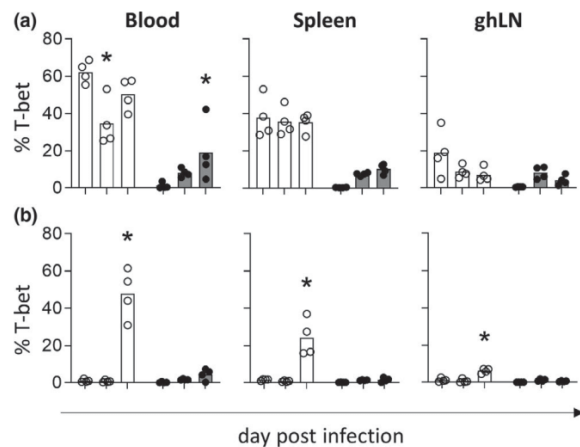 (a) Blood Spleen ghLN
% T-bet
80
60
40
20
0
* *
(b)
% T-bet
80
60
40
20
0
* * *
day post infection